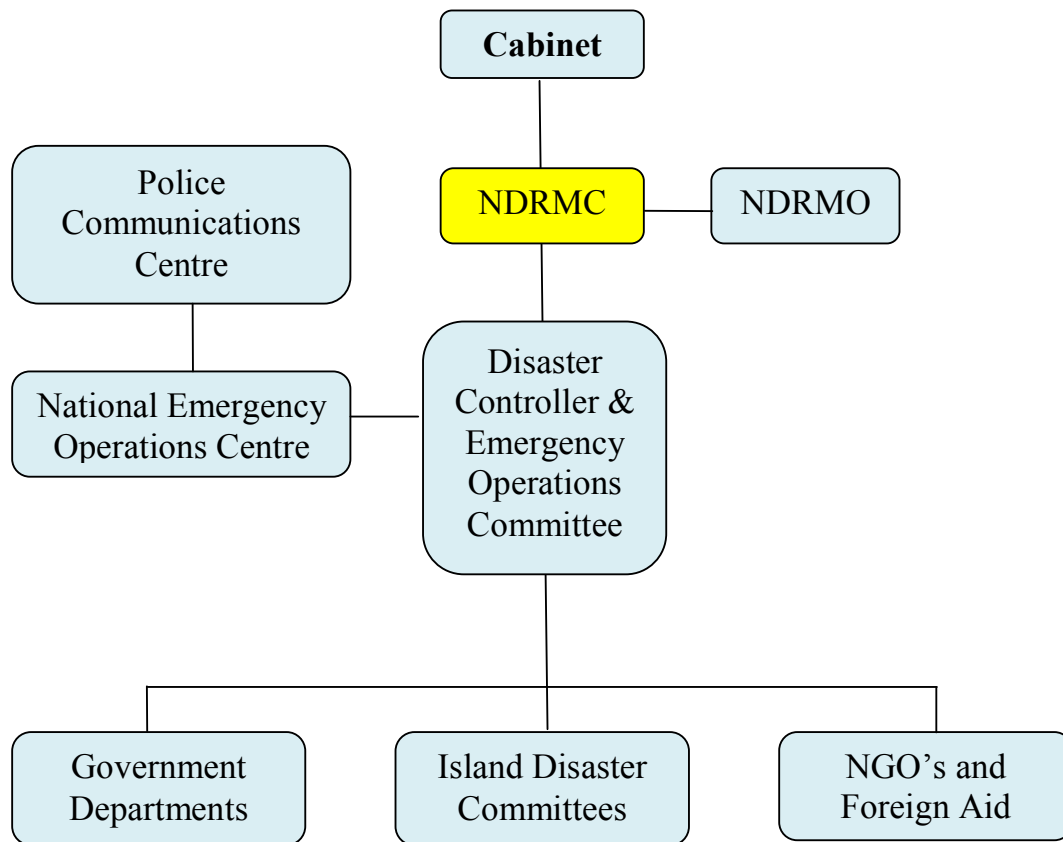 Cabinet
NDRMC
NDRMO
Police
Communications
Centre
National Emergency
Operations Centre
Disaster
Controller &
Emergency
Operations
Committee
Government
Departments
Island Disaster
Committees
NGO’s and
Foreign Aid